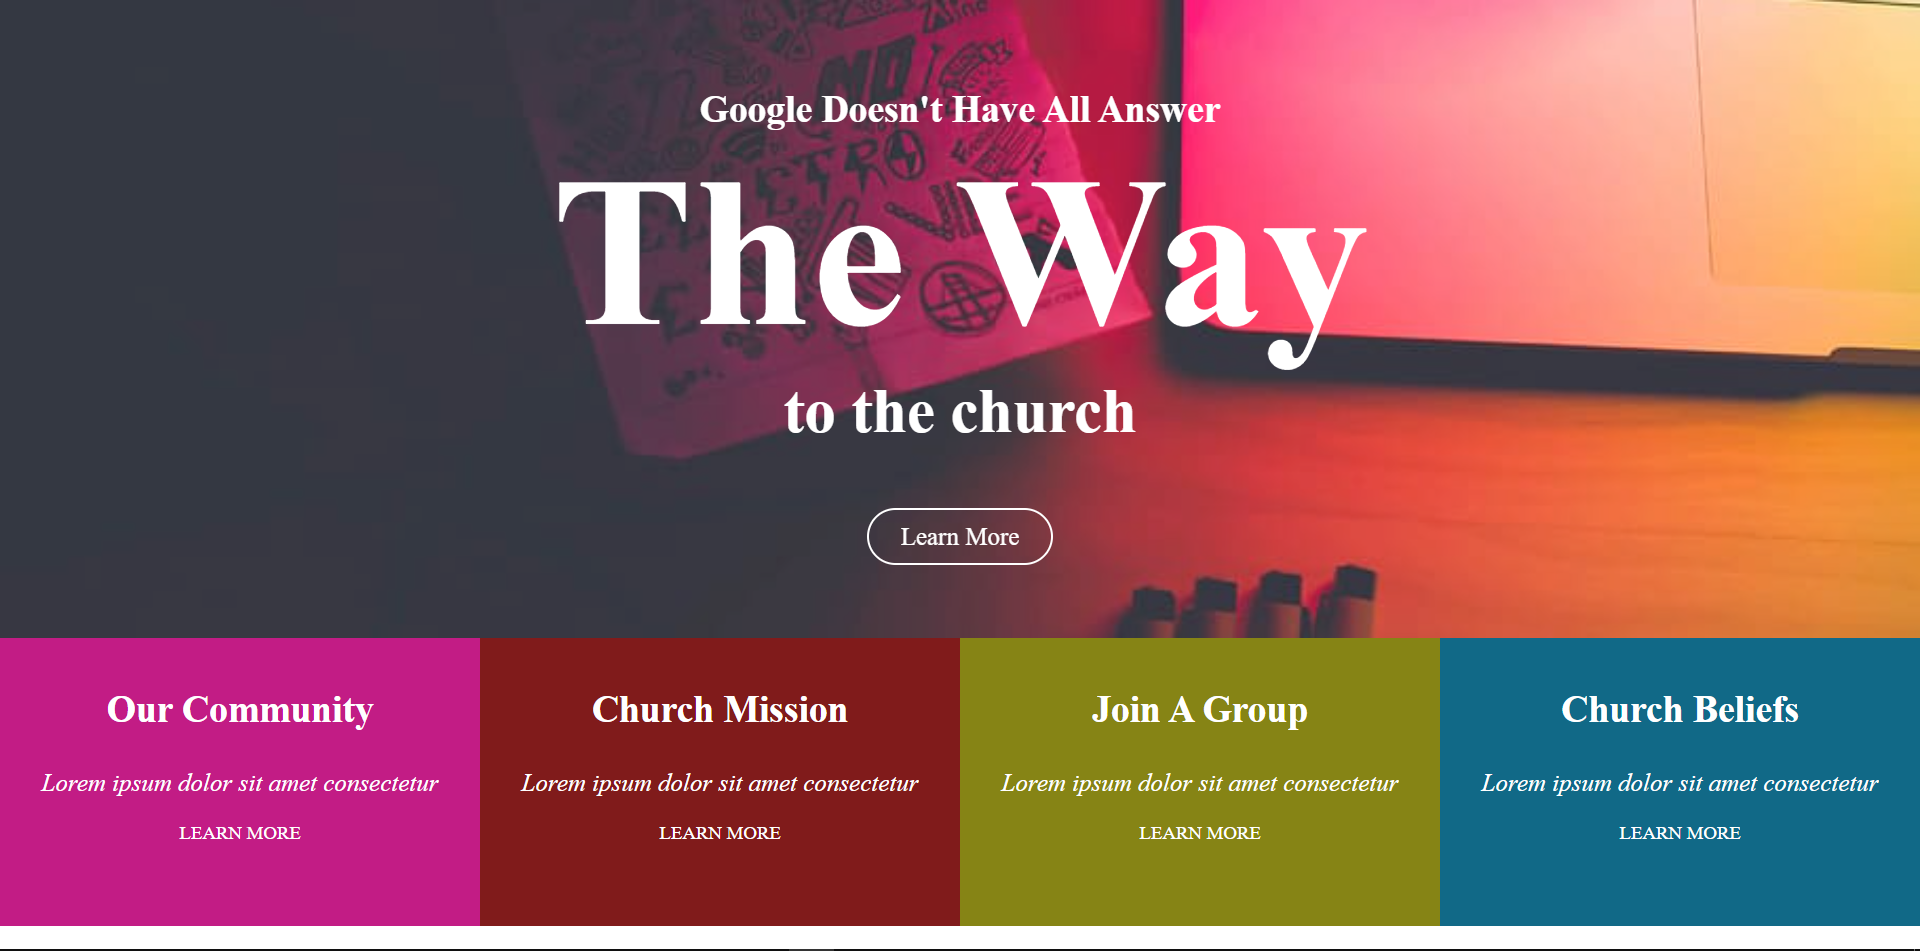 Google Doesn't Have All Answer
The Way
to the church
Learn More
Our Community
Lorem ipsum dolor sit amet consectetur
LEARN MORE
Church Mission
Lorem ipsum dolor sit amet consectetur
LEARN MORE
Join A Group
Lorem ipsum dolor sit amet consectetur
LEARN MORE
Church Beliefs
Lorem ipsum dolor sit amet consectetur
LEARN MORE